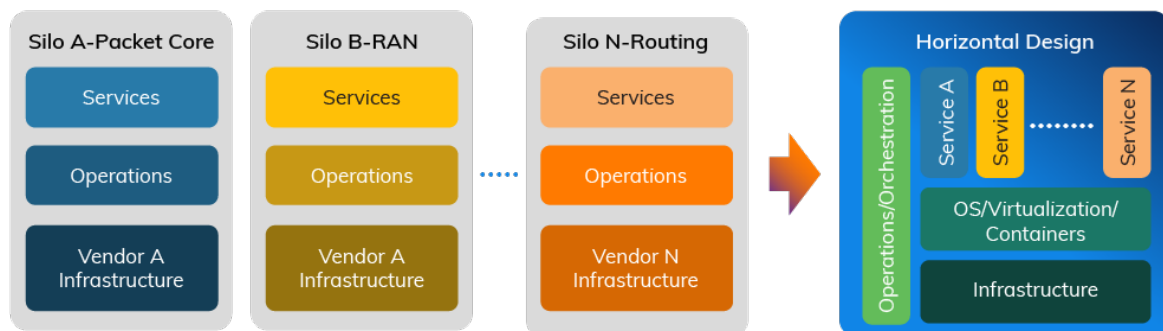 Silo A-Packet Core
Services
Operations
Vendor A
Infrastructure
Silo B-RAN
Services
Operations
Vendor A
Infrastructure
Silo N-Routing
Services
Operations
Vendor N
Infrastructure
Horizontal Design
Operations/Orchestration
Service A
Service B
Service N
OS/Virtualization/
Containers
Infrastructure